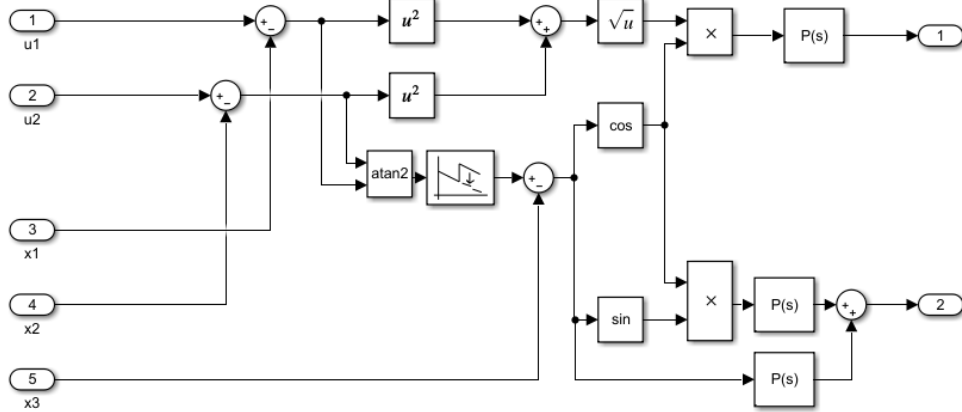 1
u1
+
−
u²
+
+
√u
×
P(s)
1
2
u2
+
−
u²
cos
atan2
+
−
3
x1
4
x2
sin
×
P(s)
+
+
2
5
x3
P(s)